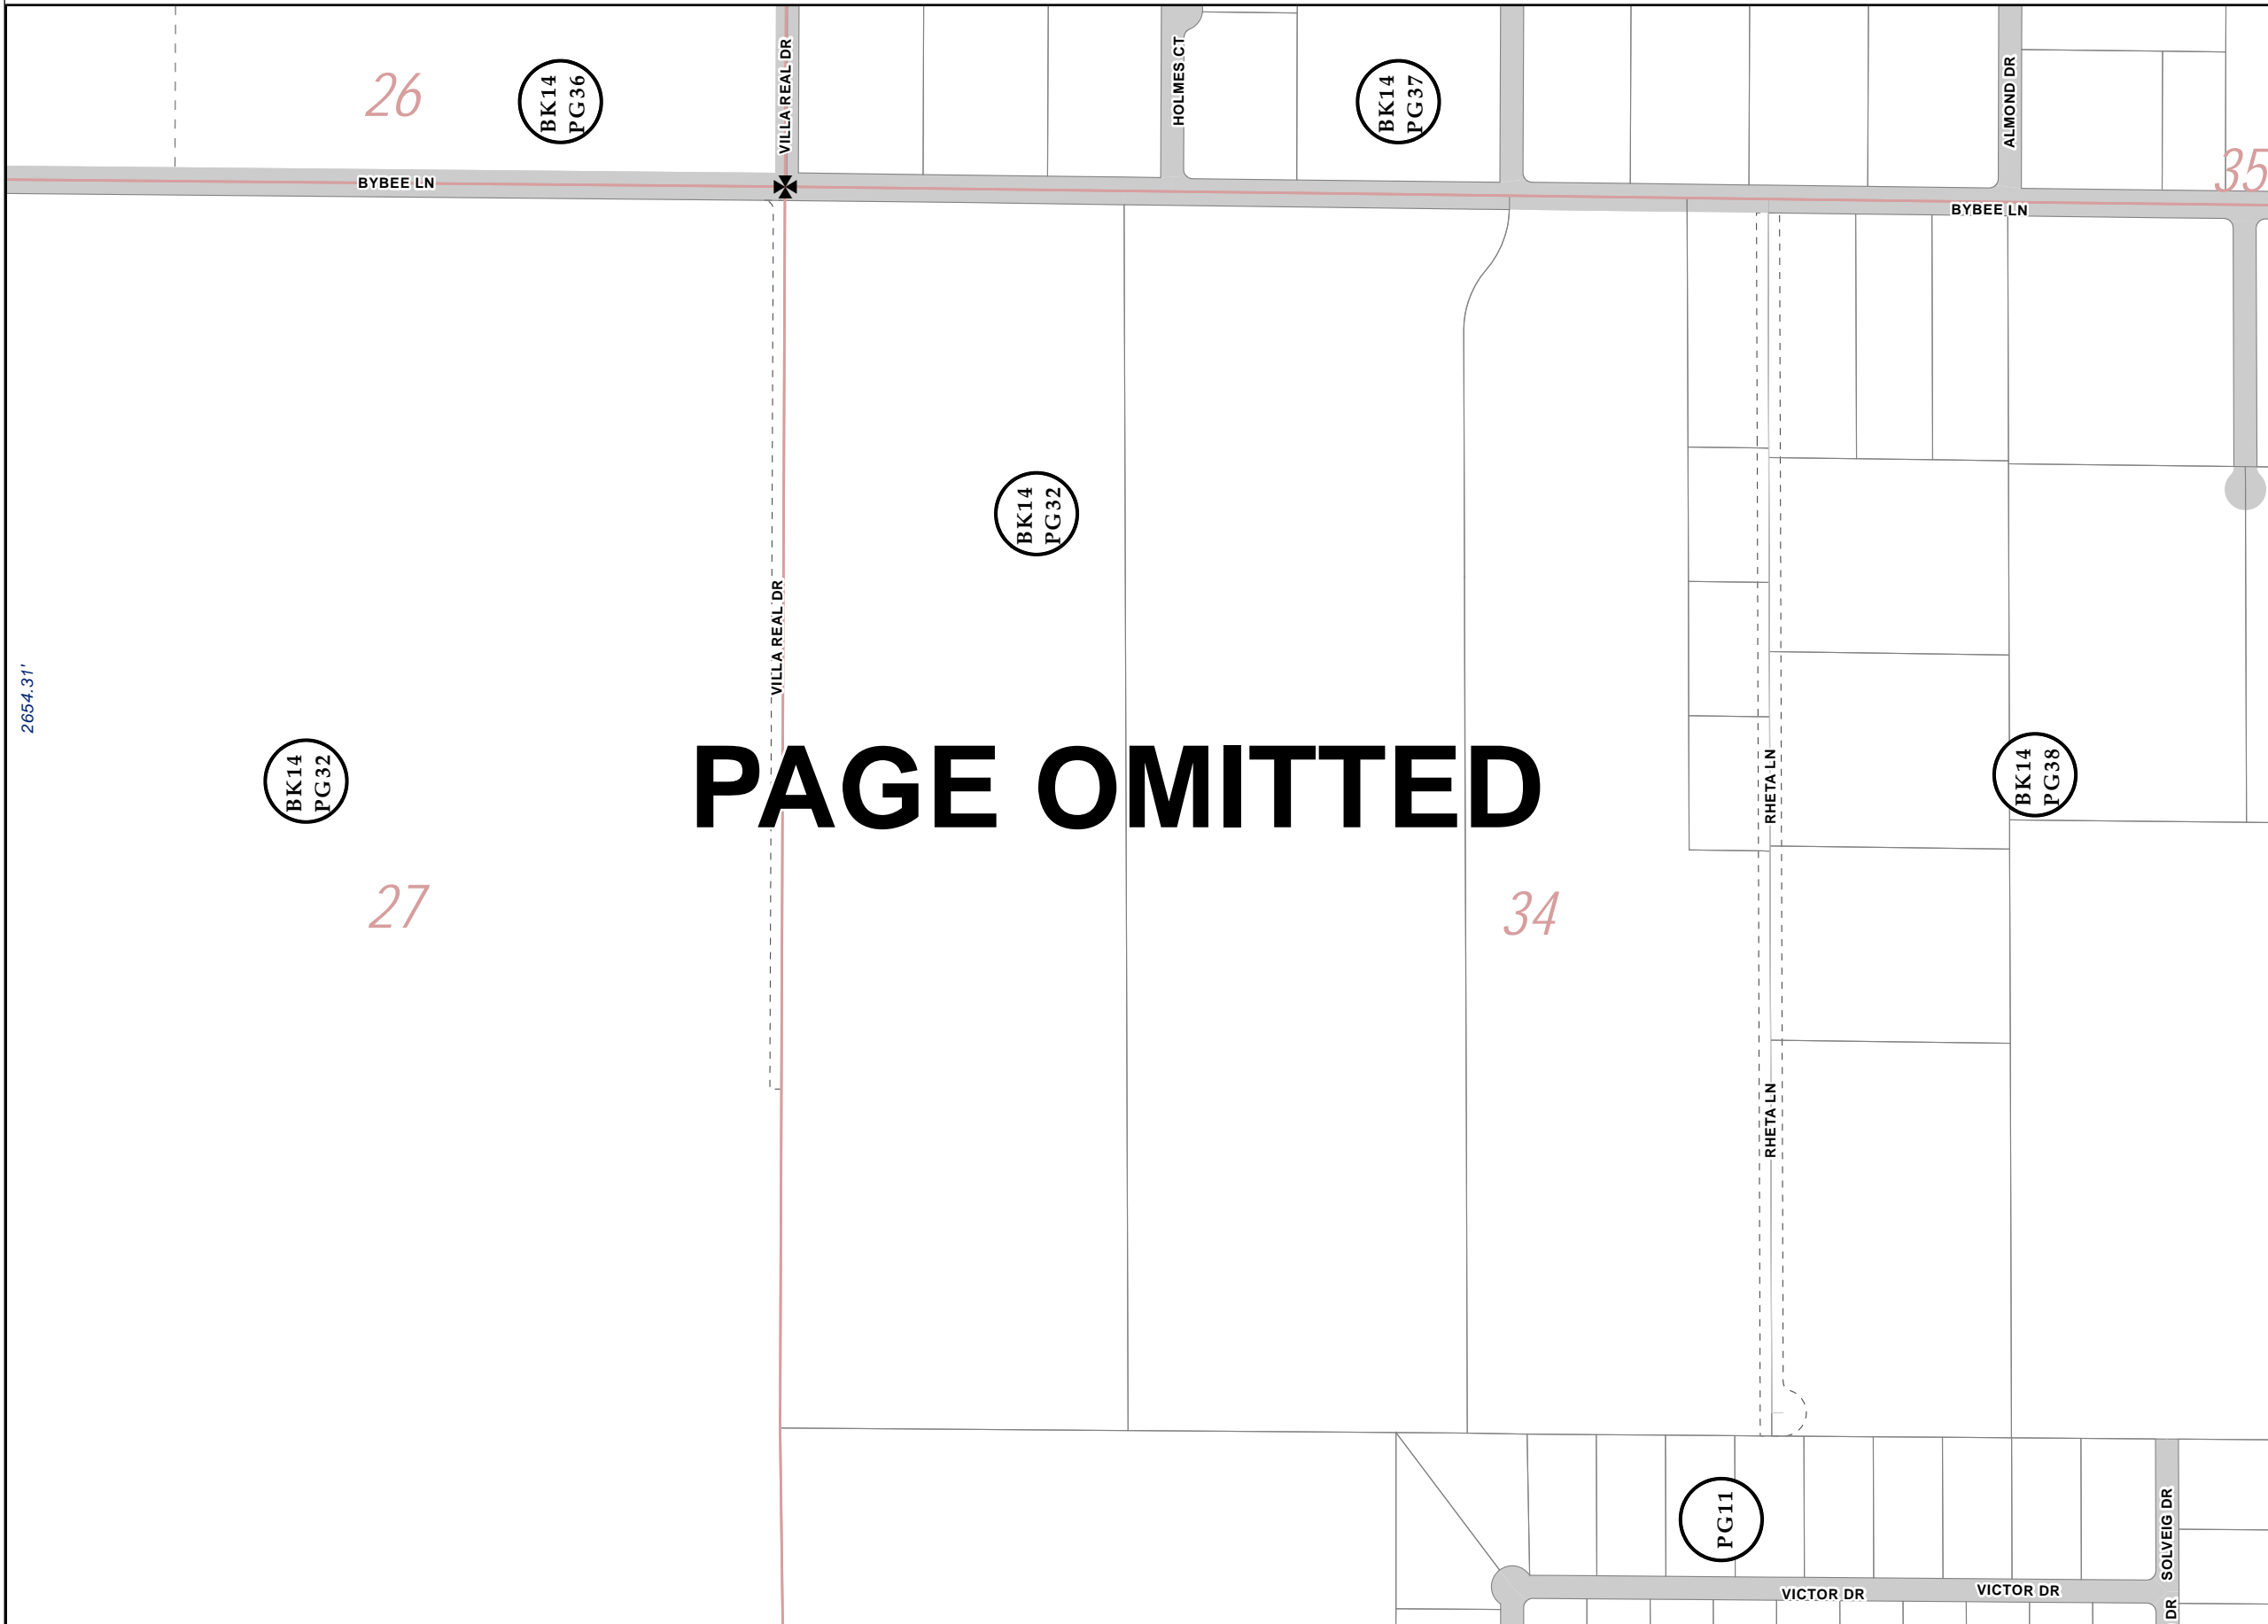 26
BK14
PG36
VILLA REAL DR
HOLMES CT
BK14
PG37
ALMOND DR
35
BYBEE LN
BYBEE LN
BK14
PG32
VILLA REAL DR
2654.31'
BK14
PG32
PAGE OMITTED
RHETA LN
BK14
PG38
27
34
RHETA LN
PG11
SOLVEIG DR
VICTOR DR
VICTOR DR
DR